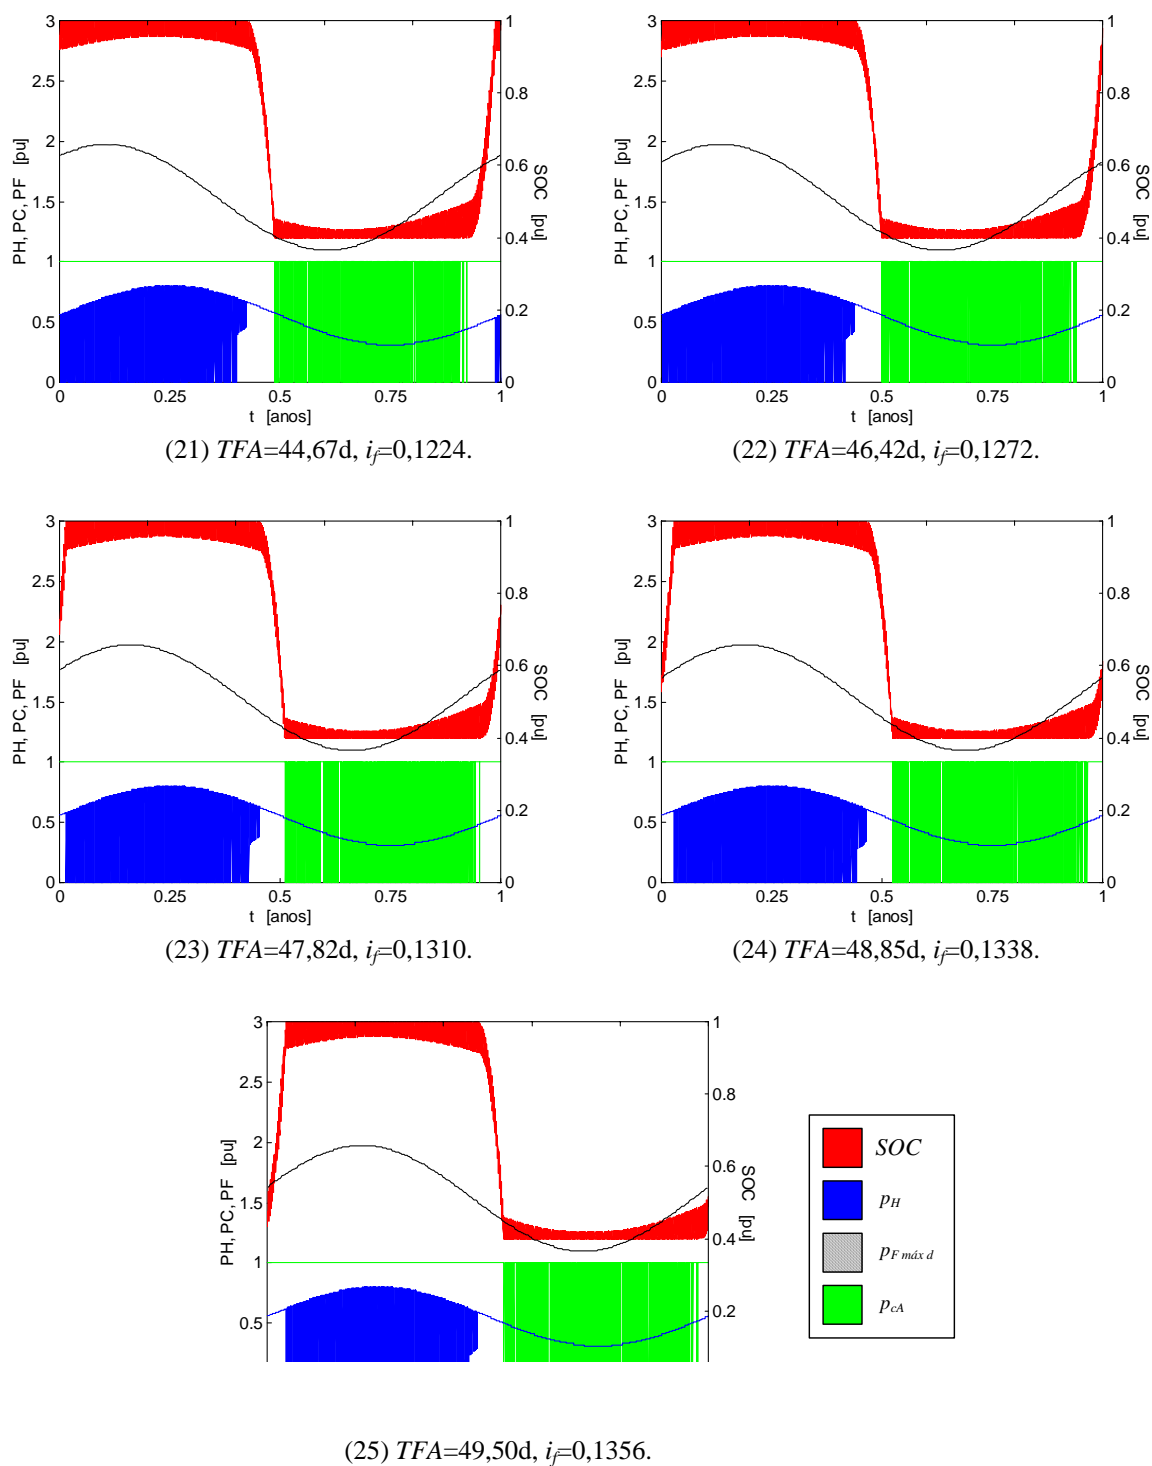 3
2.5
2
1.5
1
0.5
0
1
0.8
0.6
0.4
0.2
0
PH, PC, PF [pu]
SOC [pu]
0 0.25 0.5 0.75 1
t [anos]
(21) TFA=44,67d, if=0,1224.
3
2.5
2
1.5
1
0.5
0
1
0.8
0.6
0.4
0.2
0
PH, PC, PF [pu]
SOC [pu]
0 0.25 0.5 0.75 1
t [anos]
(22) TFA=46,42d, if=0,1272.
3
2.5
2
1.5
1
0.5
0
1
0.8
0.6
0.4
0.2
0
PH, PC, PF [pu]
SOC [pu]
0 0.25 0.5 0.75 1
t [anos]
(23) TFA=47,82d, if=0,1310.
3
2.5
2
1.5
1
0.5
0
1
0.8
0.6
0.4
0.2
0
PH, PC, PF [pu]
SOC [pu]
0 0.25 0.5 0.75 1
t [anos]
(24) TFA=48,85d, if=0,1338.
3
2.5
2
1.5
1
0.5
1
0.8
0.6
0.4
0.2
PH, PC, PF [pu]
SOC [pu]
SOC
pH
pF máx d
pcA
(25) TFA=49,50d, if=0,1356.